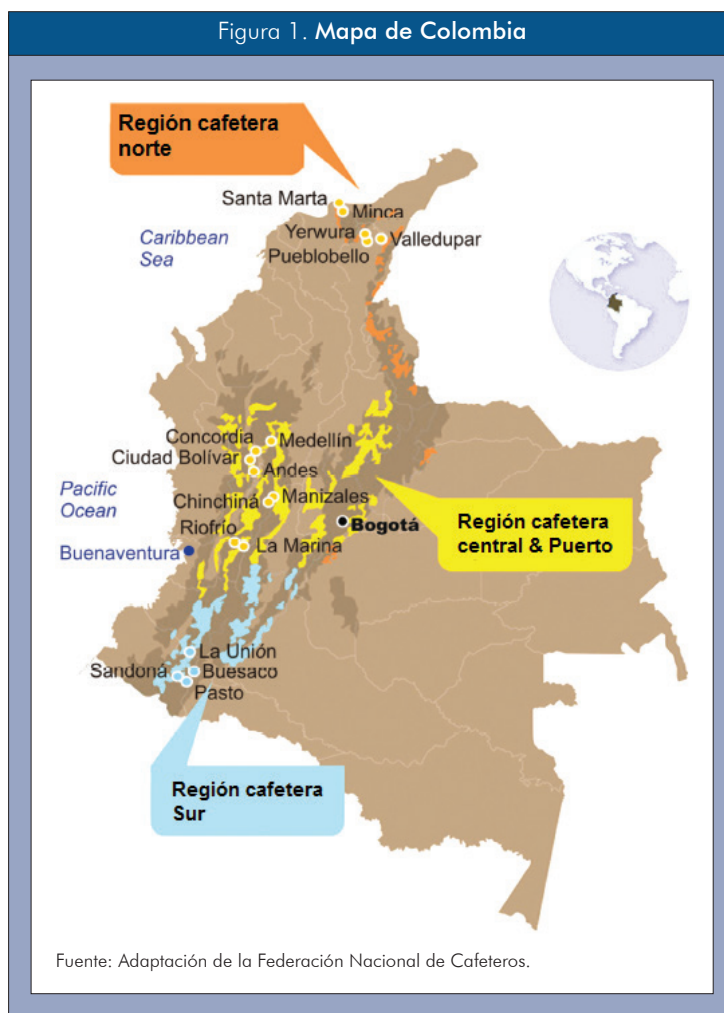 Figura 1. Mapa de Colombia
Región cafetera
norte
Santa Marta
Minca
Caribbean
Sea
Yerwura
Valledupar
Pueblobello
Concordia
Medellín
Ciudad Bolívar
Andes
Pacific
Ocean
Chinchiná
Manizales
Riofrío
Bogotá
Buenaventura
La Marina
Región cafetera
central & Puerto
La Unión
Sandoná
Buesaco
Pasto
Región cafetera
Sur
Fuente: Adaptación de la Federación Nacional de Cafeteros.